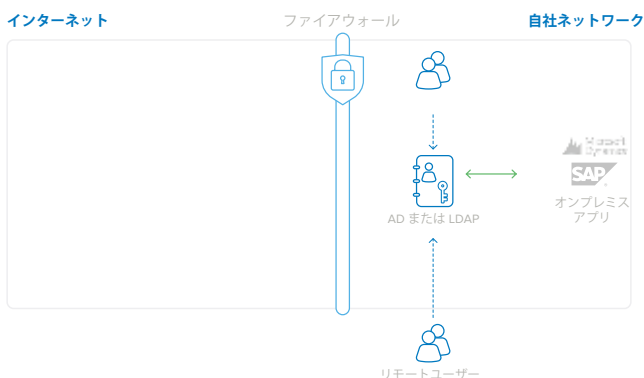 インターネット
ファイアウォール
自社ネットワーク
Microsoft
Dynamics
SAP
オンプレミス
アプリ
AD または LDAP
リモートユーザー